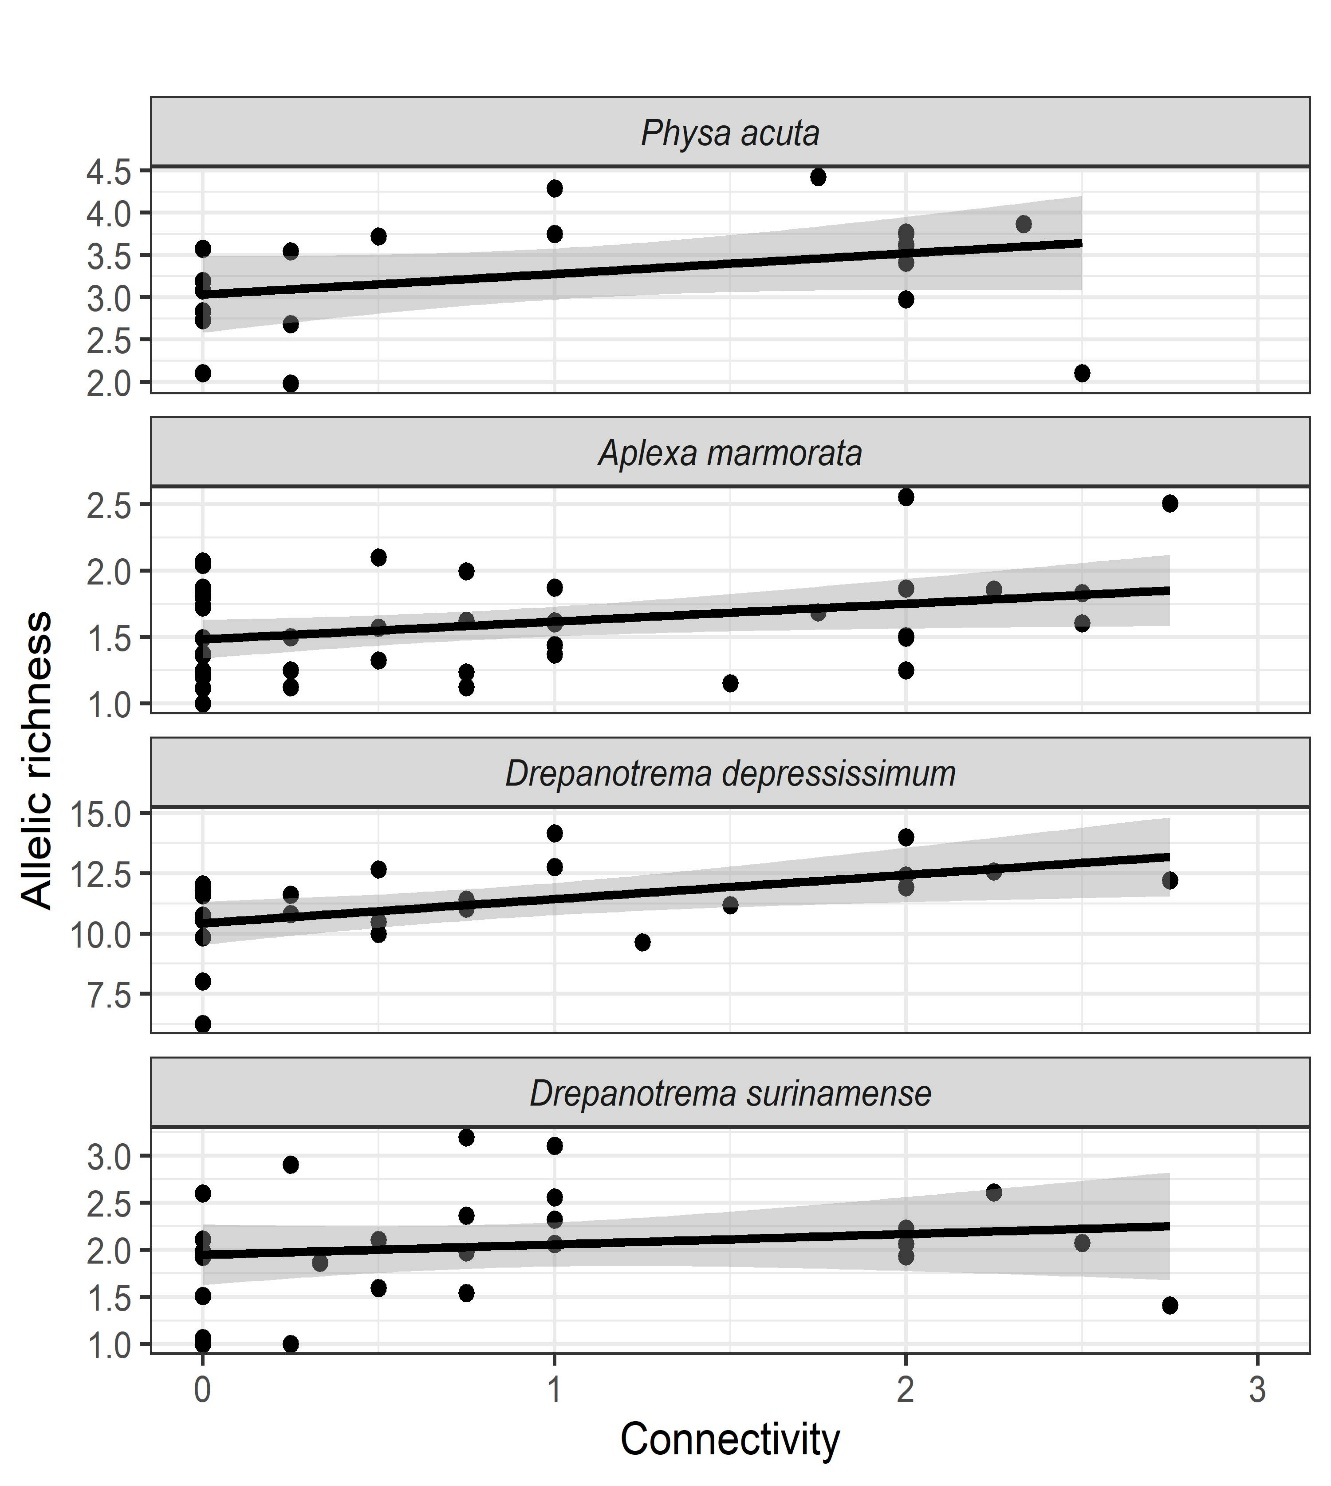 Physa acuta
4.5
4.0
3.5
3.0
2.5
2.0
Aplexa marmorata
2.5
2.0
1.5
1.0
Allelic richness
Drepanotrema depressissimum
15.0
12.5
10.0
7.5
Drepanotrema surinamense
3.0
2.5
2.0
1.5
1.0
0 1 2 3
Connectivity